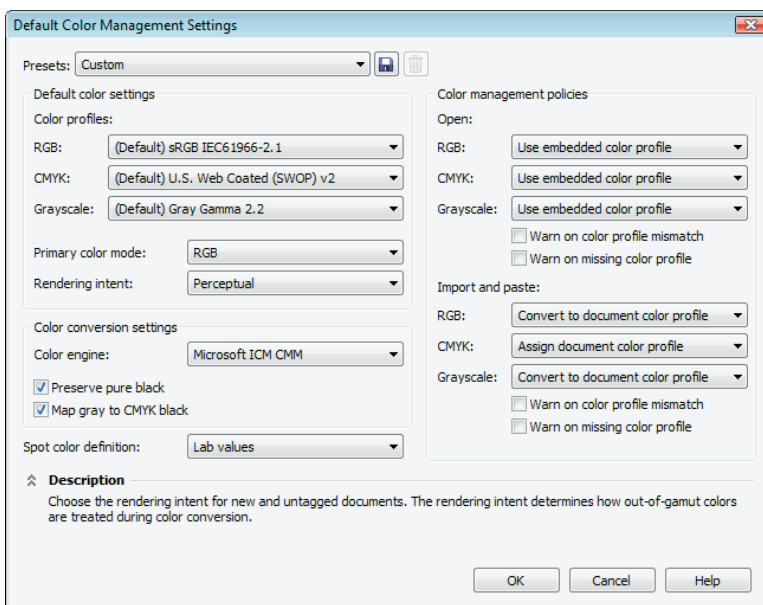 Default Color Management Settings
Presets: Custom
Default color settings
Color profiles:
RGB: (Default) sRGB IEC61966-2.1
CMYK: (Default) U.S. Web Coated (SWOP) v2
Grayscale: (Default) Gray Gamma 2.2
Primary color mode: RGB
Rendering intent: Perceptual
Color conversion settings
Color engine: Microsoft ICM CMM
Preserve pure black
Map gray to CMYK black
Spot color definition: Lab values
Color management policies
Open:
RGB: Use embedded color profile
CMYK: Use embedded color profile
Grayscale: Use embedded color profile
Warn on color profile mismatch
Warn on missing color profile
Import and paste:
RGB: Convert to document color profile
CMYK: Assign document color profile
Grayscale: Convert to document color profile
Warn on color profile mismatch
Warn on missing color profile
Description
Choose the rendering intent for new and untagged documents. The rendering intent determines how out-of-gamut colors
are treated during color conversion.
OK Cancel Help